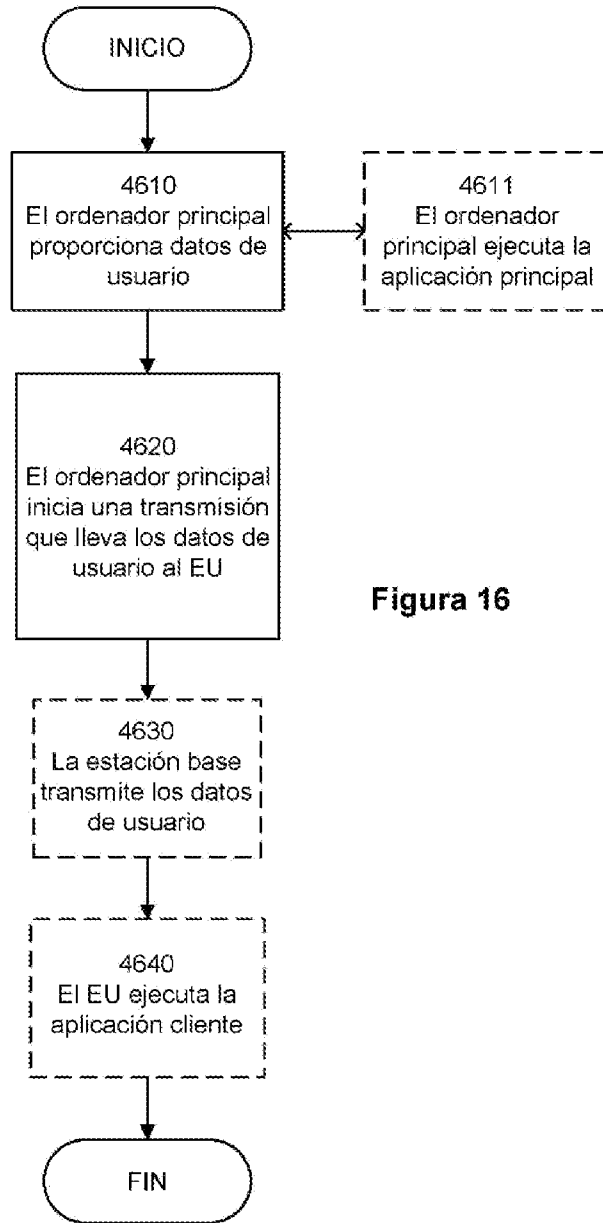 INICIO
4610
El ordenador principal
proporciona datos de
usuario
4611
El ordenador
principal ejecuta la
aplicación principal
4620
El ordenador principal
inicia una transmisión
que lleva los datos de
usuario al EU
Figura 16
4630
La estación base
transmite los datos
de usuario
4640
El EU ejecuta la
aplicación cliente
FIN